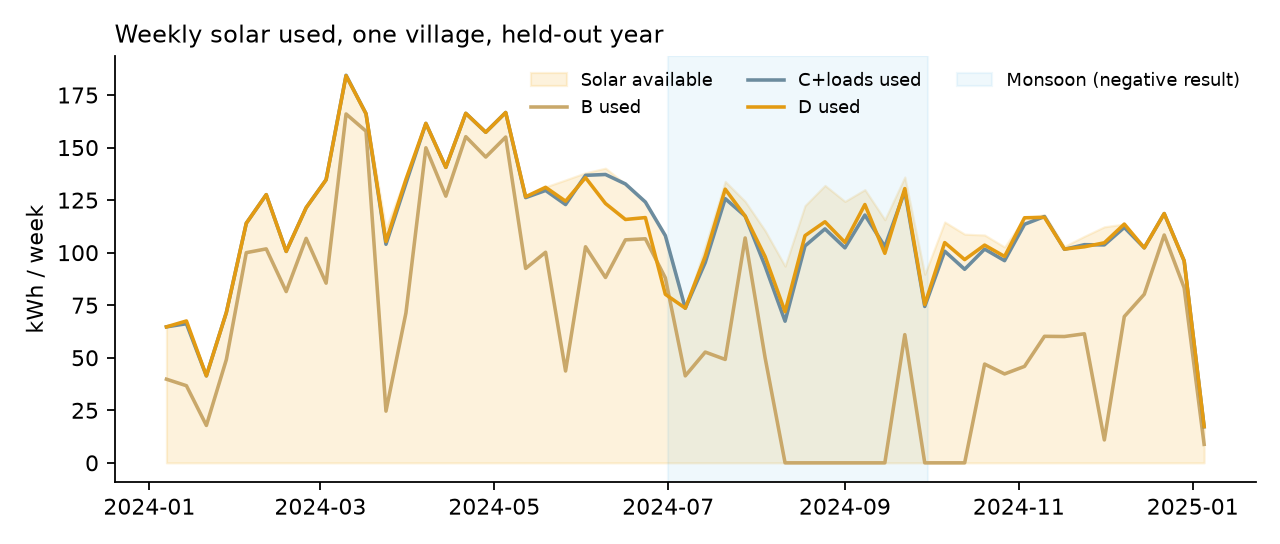 Weekly solar used, one village, held-out year
Solar available
B used
C+loads used
D used
Monsoon (negative result)
kWh / week
175
150
125
100
75
50
25
0
2024-01
2024-03
2024-05
2024-07
2024-09
2024-11
2025-01